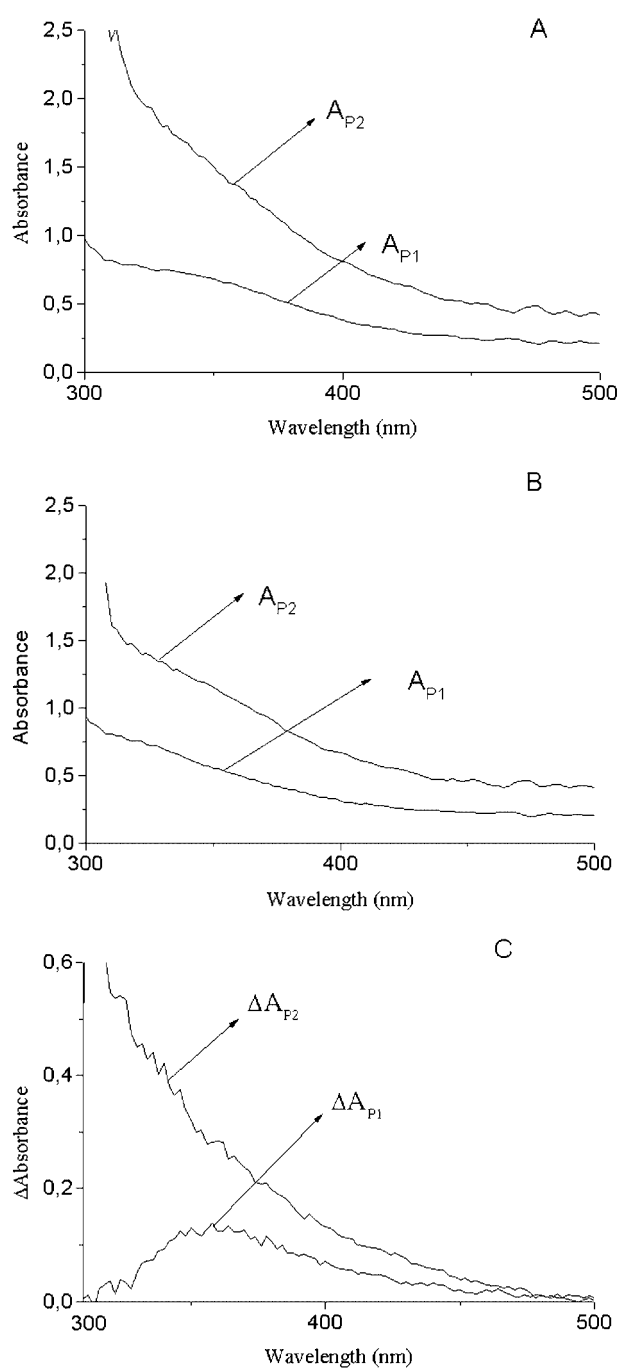 A
2,5
2,0
1,5
1,0
0,5
0,0
Absorbance
A_P2
A_P1
300 400 500
Wavelength (nm)
B
2,5
2,0
1,5
1,0
0,5
0,0
Absorbance
A_P2
A_P1
300 400 500
Wavelength (nm)
C
0,6
0,4
0,2
0,0
ΔAbsorbance
ΔA_P2
ΔA_P1
300 400 500
Wavelength (nm)